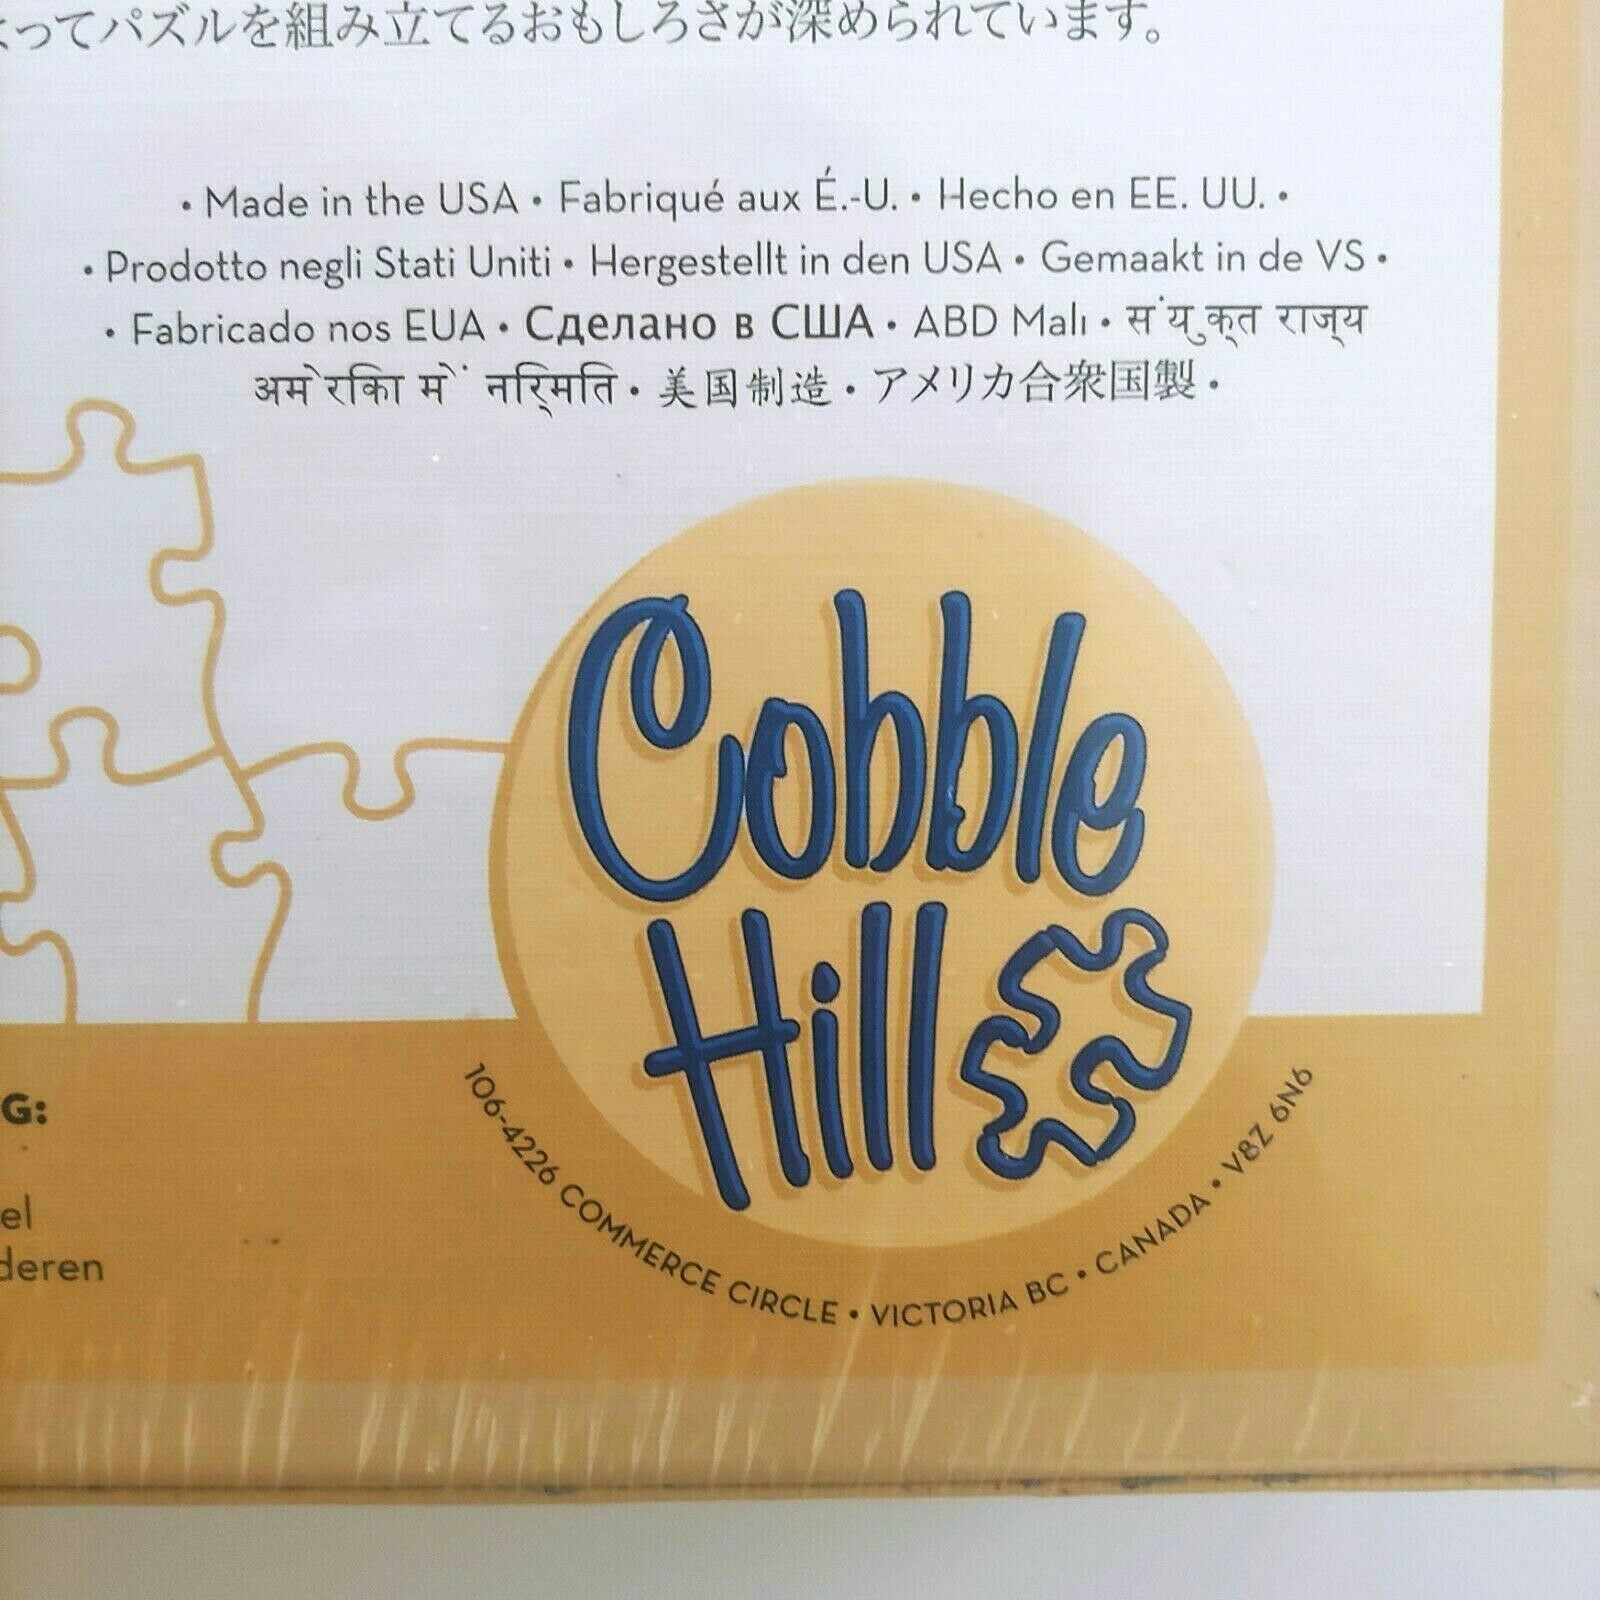 よってパズルを組み立てるおもしろさが深められています。
• Made in the USA • Fabriqué aux É.-U. • Hecho en EE. UU. •
• Prodotto negli Stati Uniti • Hergestellt in den USA • Gemaakt in de VS •
• Fabricado nos EUA • Сделано в США • ABD Malı • संयुक्त राज्य
अमेरिका में निर्मित • 美国制造 • アメリカ合衆国製 •
Cobble
Hill
106-4226 COMMERCE CIRCLE • VICTORIA BC • CANADA • V8Z 6N6
G:
el
deren